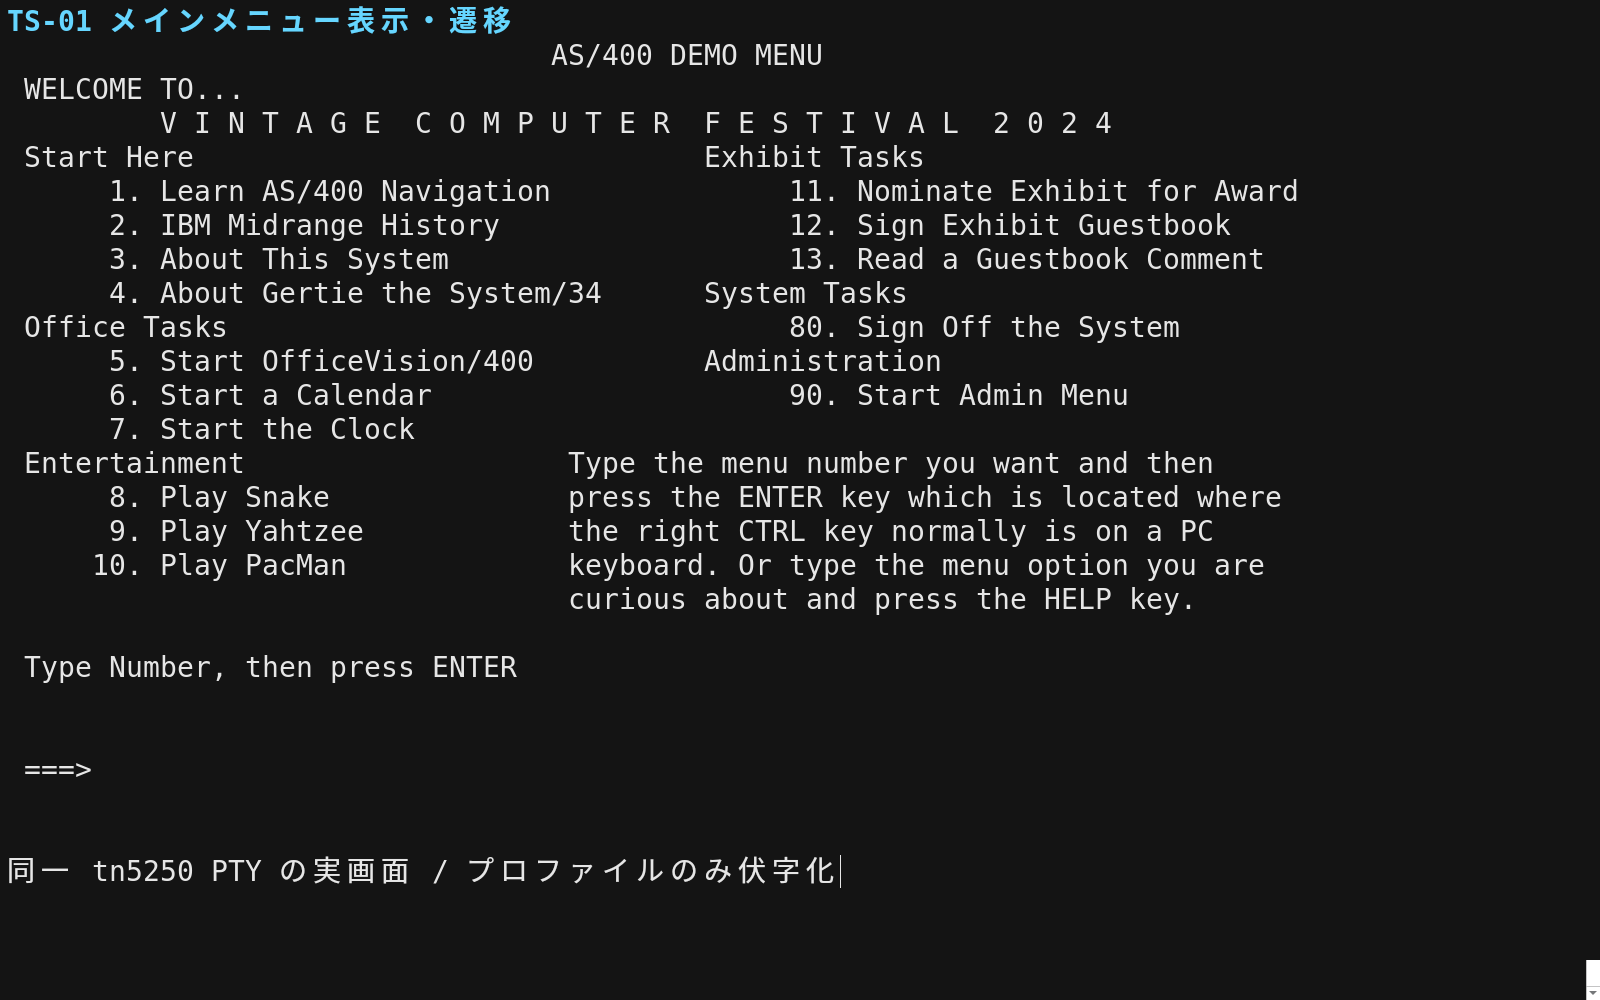 TS-01 メインメニュー表示・遷移
AS/400 DEMO MENU
WELCOME TO...
V I N T A G E  C O M P U T E R  F E S T I V A L  2 0 2 4
Start Here                              Exhibit Tasks
1. Learn AS/400 Navigation              11. Nominate Exhibit for Award
2. IBM Midrange History                 12. Sign Exhibit Guestbook
3. About This System                    13. Read a Guestbook Comment
4. About Gertie the System/34      System Tasks
Office Tasks                                 80. Sign Off the System
5. Start OfficeVision/400          Administration
6. Start a Calendar                     90. Start Admin Menu
7. Start the Clock
Entertainment                   Type the menu number you want and then
8. Play Snake              press the ENTER key which is located where
9. Play Yahtzee            the right CTRL key normally is on a PC
10. Play PacMan             keyboard. Or type the menu option you are
curious about and press the HELP key.
Type Number, then press ENTER
===>
同一 tn5250 PTY の実画面 / プロファイルのみ伏字化